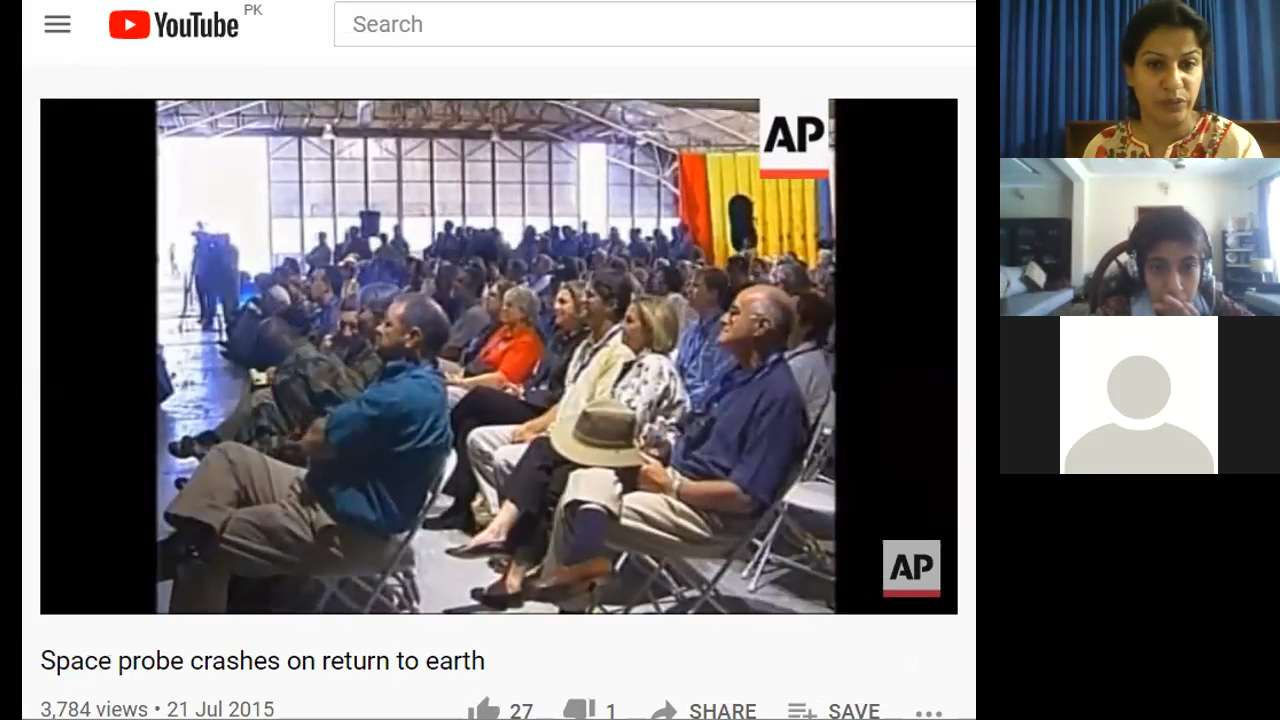 YouTube PK
Search
AP
AP
Space probe crashes on return to earth
3,784 views • 21 Jul 2015
27
1
SHARE
SAVE